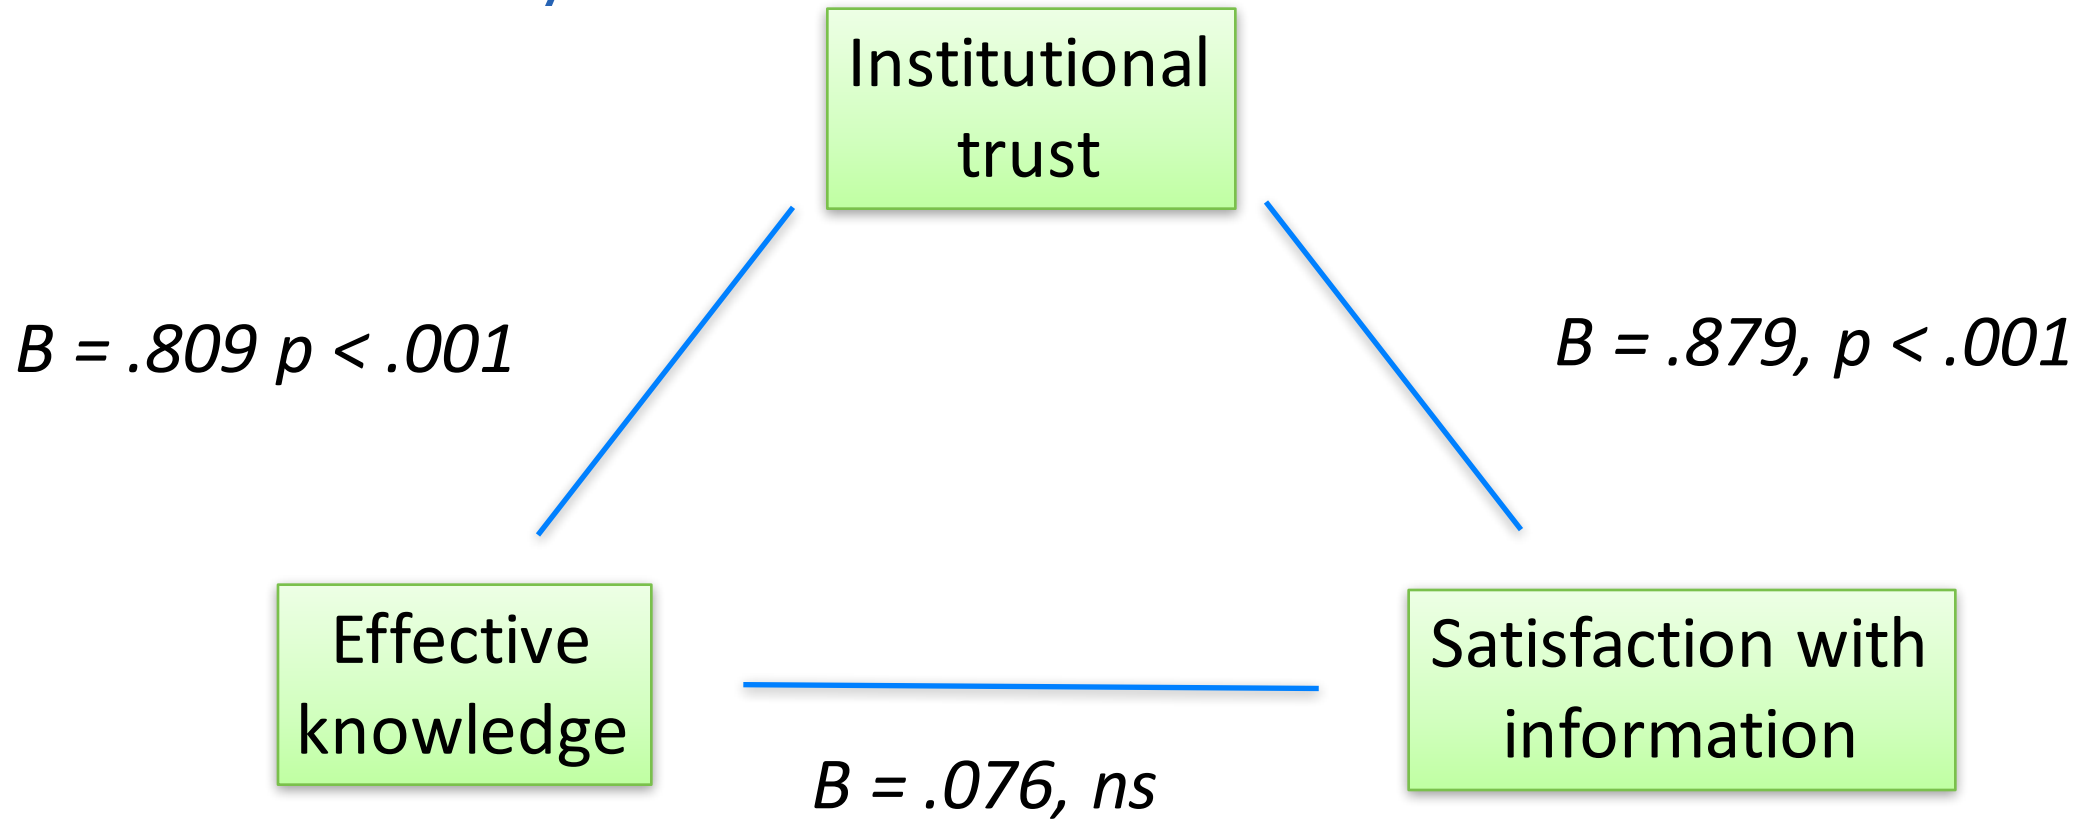 Institutional
trust
B = .809 p < .001
B = .879, p < .001
Effective
knowledge
Satisfaction with
information
B = .076, ns